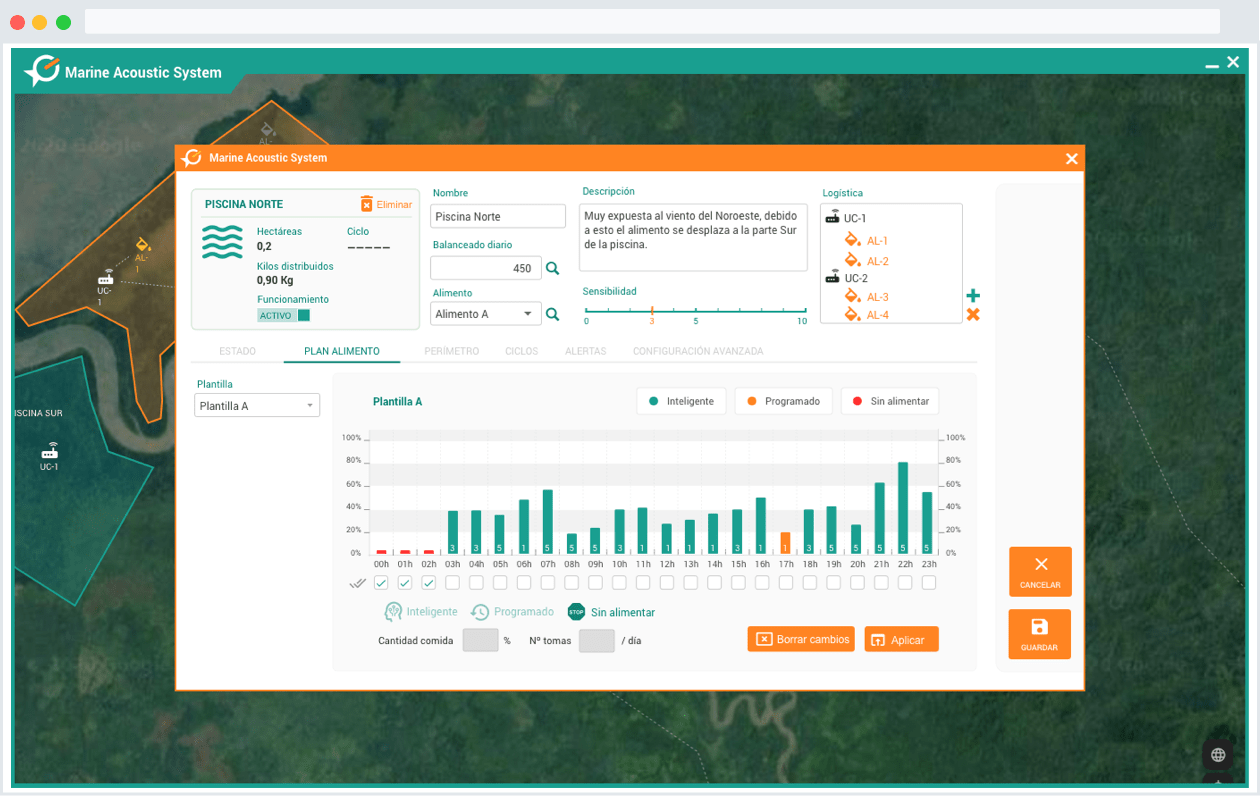 Marine Acoustic System
2020 Google
AL-
Marine Acoustic System
PISCINA NORTE
Eliminar
Hectáreas
0,2
Ciclo
-----
Kilos distribuidos
0,90 Kg
Funcionamiento
ACTIVO
Nombre
Piscina Norte
Balanceado diario
450
Alimento
Alimento A
Descripción
Muy expuesta al viento del Noroeste, debido
a esto el alimento se desplaza a la parte Sur
de la piscina.
Sensibilidad
0 3 5 10
Logística
UC-1
AL-1
AL-2
UC-2
AL-3
AL-4
AL-
1
UC-
1
ISCINA SUR
UC-1
ESTADO PLAN ALIMENTO PERÍMETRO CICLOS ALERTAS CONFIGURACIÓN AVANZADA
Plantilla
Plantilla A
Plantilla A
Inteligente Programado Sin alimentar
100% 100%
80% 80%
60% 60%
40% 40%
20% 20%
0% 0%
3 3 5 1 5 5 5 3 1 1 1 1 3 1 1 3 5 5 5 5 5
00h 01h 02h 03h 04h 05h 06h 07h 08h 09h 10h 11h 12h 13h 14h 15h 16h 17h 18h 19h 20h 21h 22h 23h
Inteligente Programado STOP Sin alimentar
Cantidad comida % Nº tomas / día
Borrar cambios
Aplicar
CANCELAR
GUARDAR